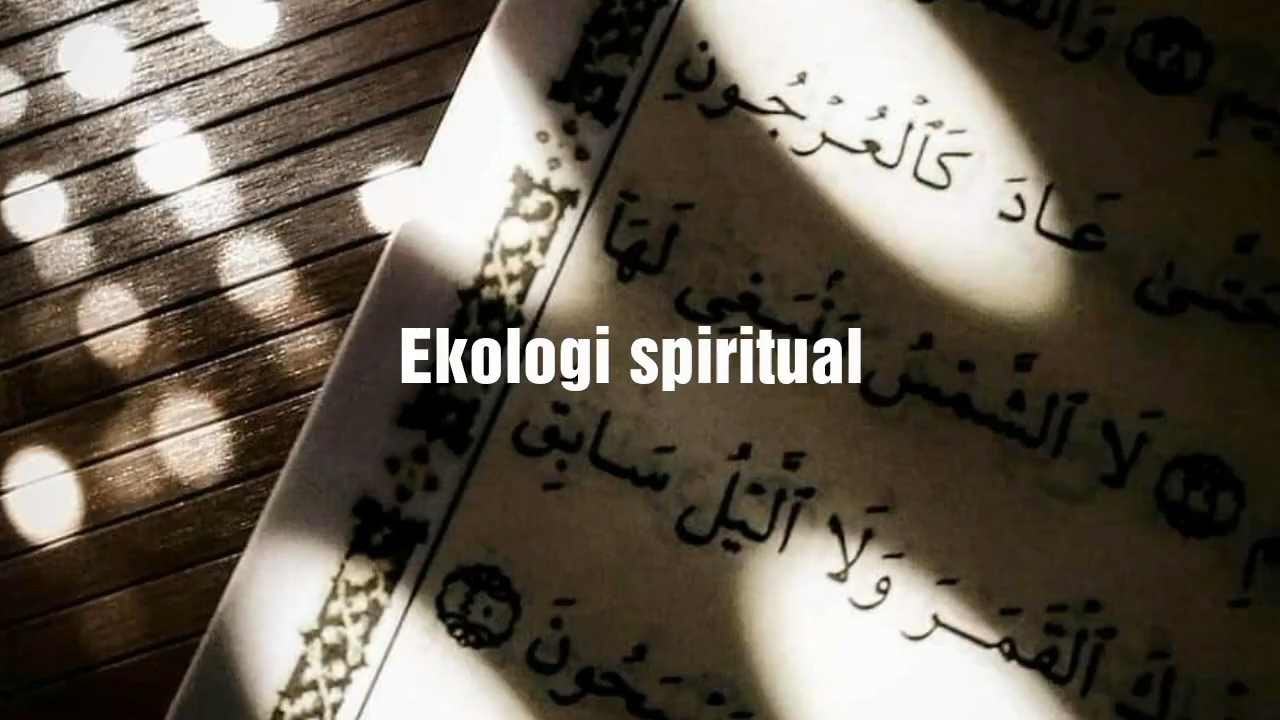 حَتَّىٰ عَادَ كَٱلْعُرْجُونِ
لَا ٱلشَّمْسُ يَنۢبَغِى لَهَآ
Ekologi spiritual
ٱلْقَمَرَ وَلَا ٱلَّيْلُ سَابِقُ